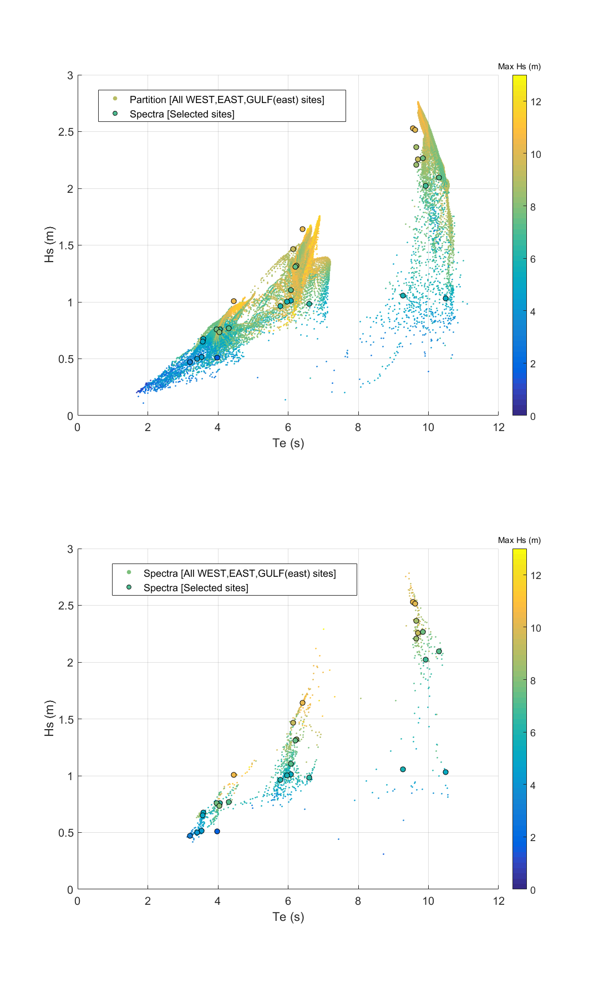 Max Hs (m)
3
2.5
2
1.5
1
0.5
0
Hs (m)
Partition [All WEST,EAST,GULF(east) sites]
Spectra [Selected sites]
12
10
8
6
4
2
0
0 2 4 6 8 10 12
Te (s)
Max Hs (m)
3
2.5
2
1.5
1
0.5
0
Hs (m)
Spectra [All WEST,EAST,GULF(east) sites]
Spectra [Selected sites]
12
10
8
6
4
2
0
0 2 4 6 8 10 12
Te (s)